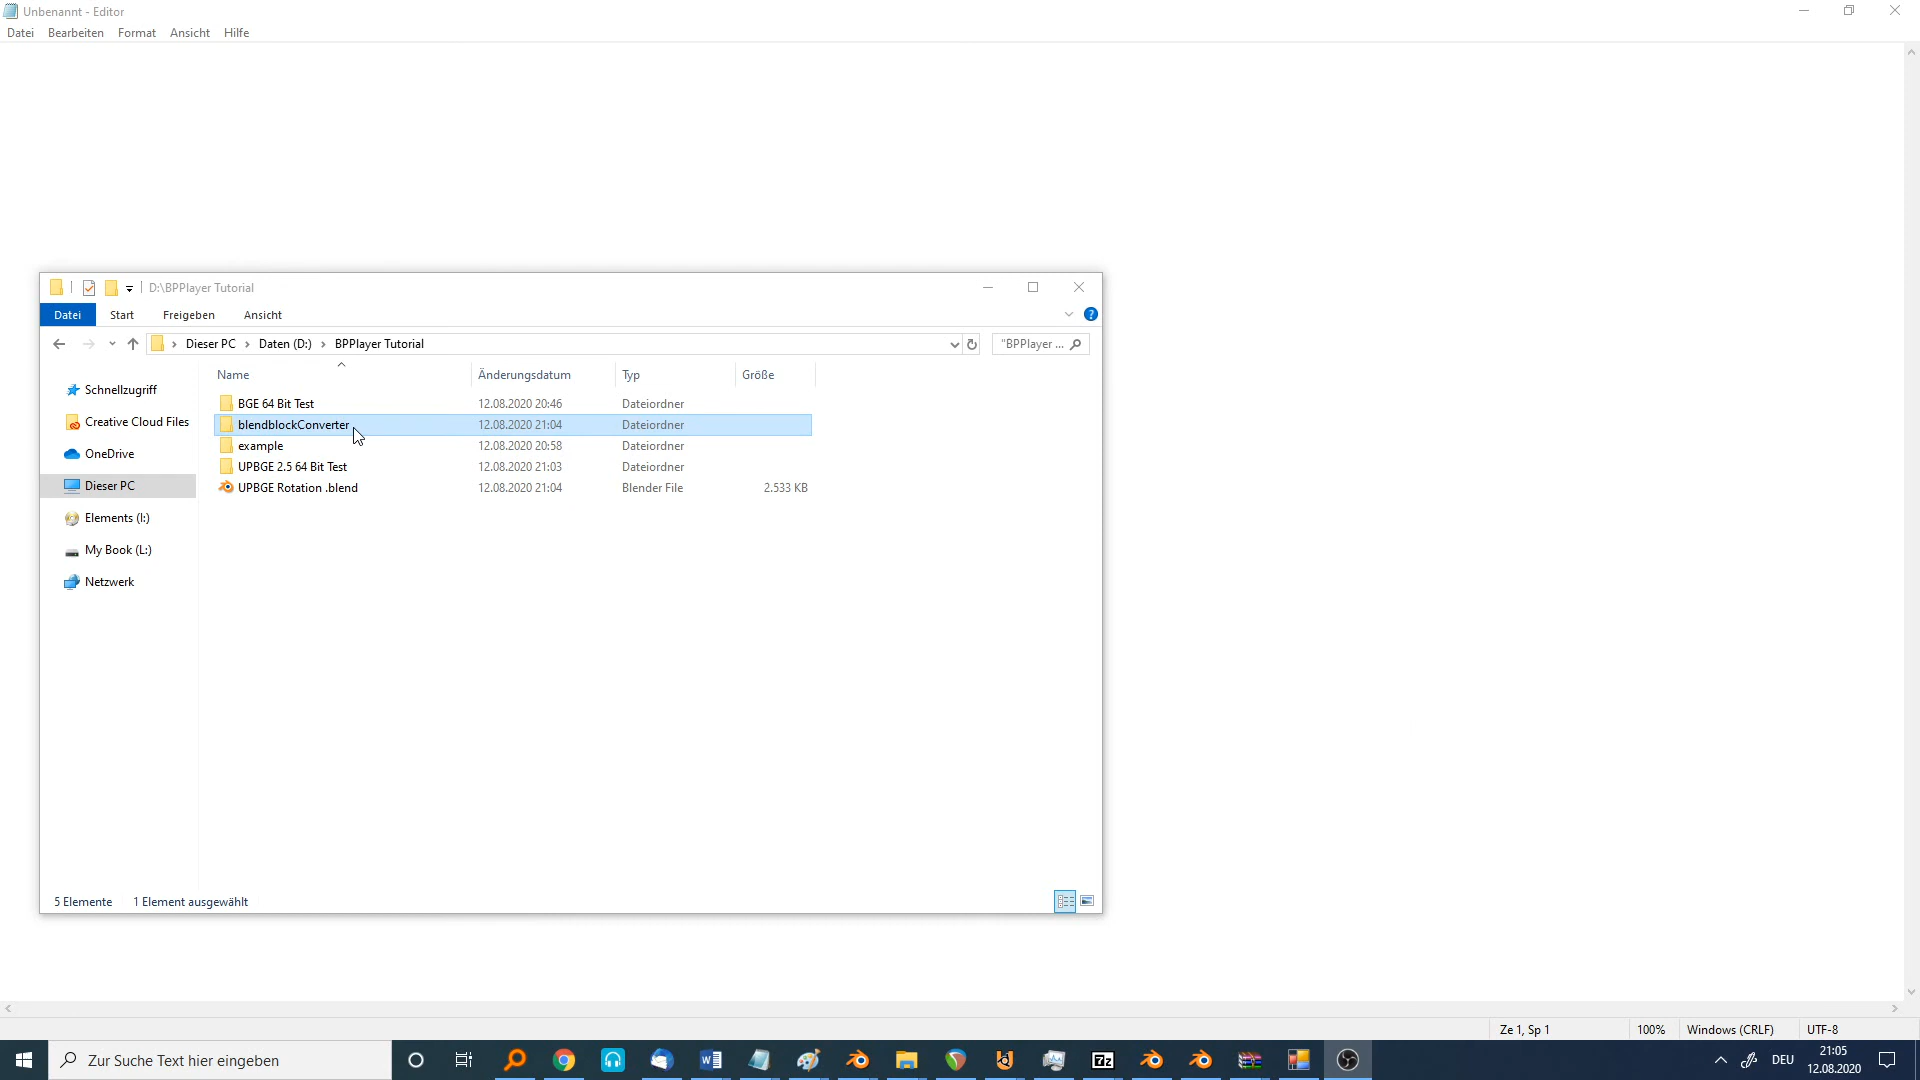 Unbenannt - Editor
Datei Bearbeiten Format Ansicht Hilfe
D:\BPPlayer Tutorial
Datei Start Freigeben Ansicht
Dieser PC Daten (D:) BPPlayer Tutorial "BPPlayer ...
Name Änderungsdatum Typ Größe
Schnellzugriff
Creative Cloud Files
OneDrive
Dieser PC
Elements (I:)
My Book (L:)
Netzwerk
BGE 64 Bit Test 12.08.2020 20:46 Dateiordner
blendblockConverter 12.08.2020 21:04 Dateiordner
example 12.08.2020 20:58 Dateiordner
UPBGE 2.5 64 Bit Test 12.08.2020 21:03 Dateiordner
UPBGE Rotation .blend 12.08.2020 21:04 Blender File 2.533 KB
5 Elemente 1 Element ausgewählt
Ze 1, Sp 1 100% Windows (CRLF) UTF-8
Zur Suche Text hier eingeben
7z
DEU
21:05
12.08.2020